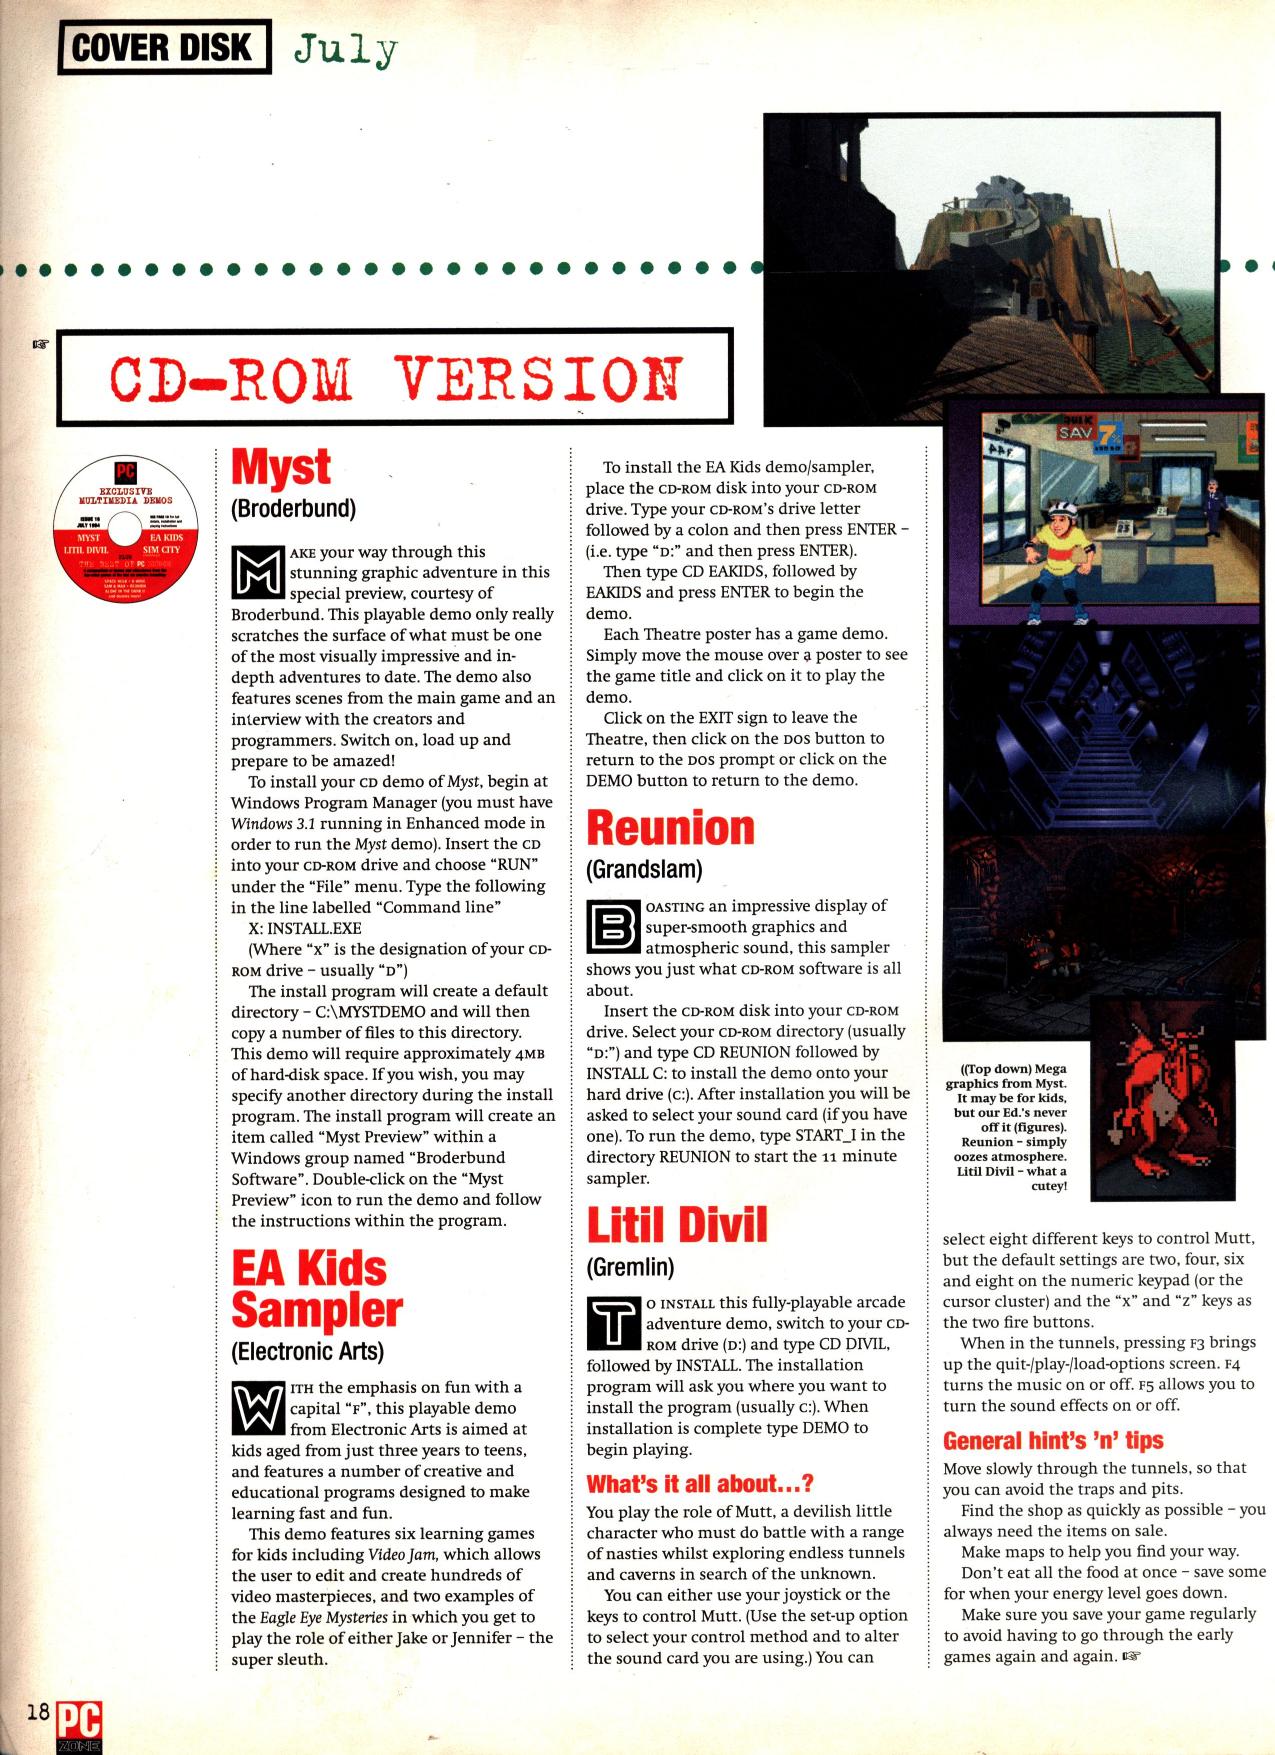 COVER DISK July
☞
CD-ROM VERSION
PC
EXCLUSIVE
MULTIMEDIA DEMOS
ISSUE 16
JULY 1994
MYST EA KIDS
LITIL DIVIL SIM CITY
Myst
(Broderbund)
MAKE your way through this
stunning graphic adventure in this
special preview, courtesy of
Broderbund. This playable demo only really
scratches the surface of what must be one
of the most visually impressive and in-
depth adventures to date. The demo also
features scenes from the main game and an
interview with the creators and
programmers. Switch on, load up and
prepare to be amazed!
To install your CD demo of Myst, begin at
Windows Program Manager (you must have
Windows 3.1 running in Enhanced mode in
order to run the Myst demo). Insert the CD
into your CD-ROM drive and choose “RUN”
under the “File” menu. Type the following
in the line labelled “Command line”
X: INSTALL.EXE
(Where “X” is the designation of your CD-
ROM drive – usually “D”)
The install program will create a default
directory – C:\MYSTDEMO and will then
copy a number of files to this directory.
This demo will require approximately 4MB
of hard-disk space. If you wish, you may
specify another directory during the install
program. The install program will create an
item called “Myst Preview” within a
Windows group named “Broderbund
Software”. Double-click on the “Myst
Preview” icon to run the demo and follow
the instructions within the program.
EA Kids
Sampler
(Electronic Arts)
WITH the emphasis on fun with a
capital “F”, this playable demo
from Electronic Arts is aimed at
kids aged from just three years to teens,
and features a number of creative and
educational programs designed to make
learning fast and fun.
This demo features six learning games
for kids including Video Jam, which allows
the user to edit and create hundreds of
video masterpieces, and two examples of
the Eagle Eye Mysteries in which you get to
play the role of either Jake or Jennifer – the
super sleuth.
To install the EA Kids demo/sampler,
place the CD-ROM disk into your CD-ROM
drive. Type your CD-ROM's drive letter
followed by a colon and then press ENTER –
(i.e. type “D:” and then press ENTER).
Then type CD EAKIDS, followed by
EAKIDS and press ENTER to begin the
demo.
Each Theatre poster has a game demo.
Simply move the mouse over a poster to see
the game title and click on it to play the
demo.
Click on the EXIT sign to leave the
Theatre, then click on the DOS button to
return to the DOS prompt or click on the
DEMO button to return to the demo.
Reunion
(Grandslam)
BOASTING an impressive display of
super-smooth graphics and
atmospheric sound, this sampler
shows you just what CD-ROM software is all
about.
Insert the CD-ROM disk into your CD-ROM
drive. Select your CD-ROM directory (usually
“D:”) and type CD REUNION followed by
INSTALL C: to install the demo onto your
hard drive (C:). After installation you will be
asked to select your sound card (if you have
one). To run the demo, type START_I in the
directory REUNION to start the 11 minute
sampler.
Litil Divil
(Gremlin)
TO INSTALL this fully-playable arcade
adventure demo, switch to your CD-
ROM drive (D:) and type CD DIVIL,
followed by INSTALL. The installation
program will ask you where you want to
install the program (usually C:). When
installation is complete type DEMO to
begin playing.
What's it all about...?
You play the role of Mutt, a devilish little
character who must do battle with a range
of nasties whilst exploring endless tunnels
and caverns in search of the unknown.
You can either use your joystick or the
keys to control Mutt. (Use the set-up option
to select your control method and to alter
the sound card you are using.) You can
SAV 7%
23
((Top down) Mega
graphics from Myst.
It may be for kids,
but our Ed.'s never
off it (figures).
Reunion – simply
oozes atmosphere.
Litil Divil – what a
cutey!
select eight different keys to control Mutt,
but the default settings are two, four, six
and eight on the numeric keypad (or the
cursor cluster) and the “X” and “Z” keys as
the two fire buttons.
When in the tunnels, pressing F3 brings
up the quit-/play-/load-options screen. F4
turns the music on or off. F5 allows you to
turn the sound effects on or off.
General hint's 'n' tips
Move slowly through the tunnels, so that
you can avoid the traps and pits.
Find the shop as quickly as possible – you
always need the items on sale.
Make maps to help you find your way.
Don't eat all the food at once – save some
for when your energy level goes down.
Make sure you save your game regularly
to avoid having to go through the early
games again and again. ☞
18 PC
ZONE